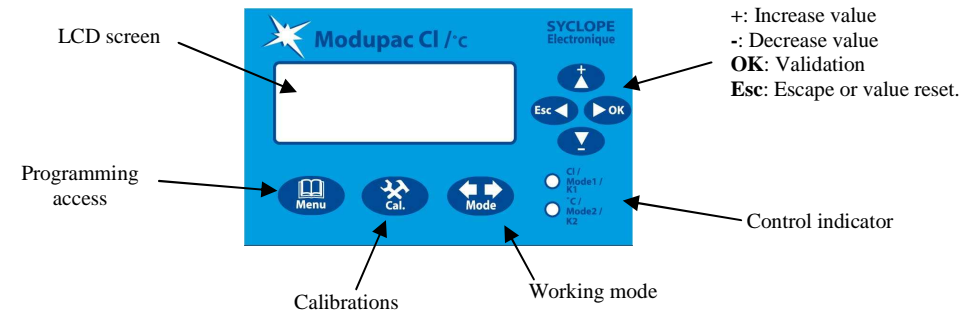 +: Increase value
-: Decrease value
OK: Validation
Esc: Escape or value reset.
LCD screen
Modupac Cl /°c
SYCLOPE
Electronique
+
Esc
OK
-
Programming
access
Menu
Cal.
Mode
Cl /
Mode1 /
K1
°C /
Mode2 /
K2
Control indicator
Calibrations
Working mode